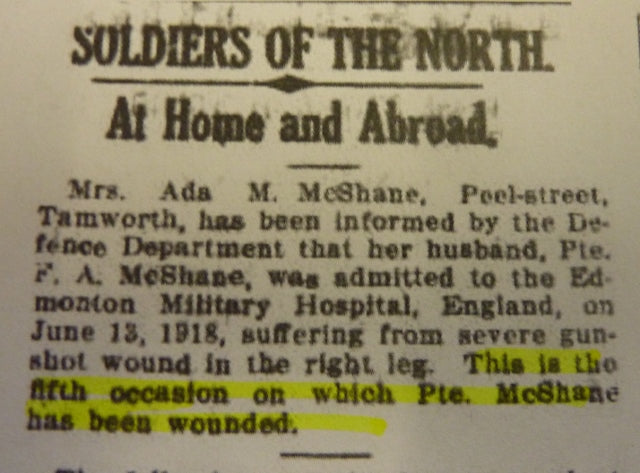 SOLDIERS OF THE NORTH.
At Home and Abroad.
Mrs. Ada M. McShane, Peel-street,
Tamworth, has been informed by the De-
fence Department that her husband, Pte.
F. A. McShane, was admitted to the Ed-
monton Military Hospital, England, on
June 13, 1918, suffering from severe gun-
shot wound in the right leg. This is the
fifth occasion on which Pte. McShane
has been wounded.